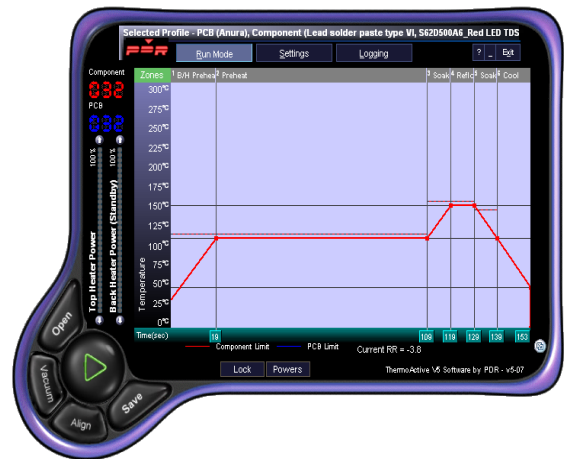 Selected Profile - PCB (Anura), Component (Lead solder paste type VI, S62D500A6_Red LED TDS
PDR Run Mode Settings Logging ? _ Exit
Component
032
PCB
032
100 % 100 %
Top Heater Power
Back Heater Power (Standby)
Zones 1 B/H Prehea 2 Preheat 3 Soak 4 Reflo 5 Soak 6 Cool
300°C
275°C
250°C
225°C
200°C
175°C
150°C
125°C
100°C
75°C
50°C
25°C
0°C
Temperature
Time(sec) 19 109 119 129 139 153
Component Limit PCB Limit Current RR = -3.8
Lock Powers ThermoActive V5 Software by PDR - v5-07
Open
Vacuum
Align
Save